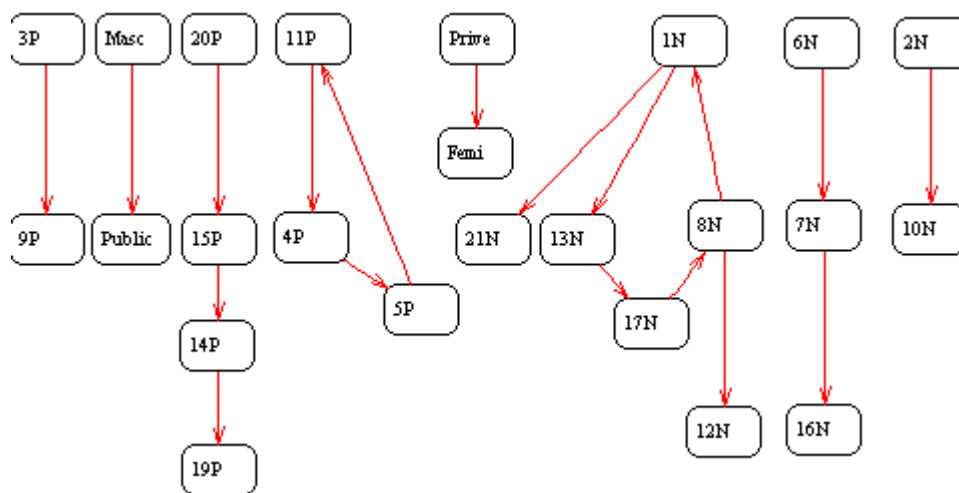 3P
Masc
20P
11P
Prive
1N
6N
2N
Femi
9P
Public
15P
4P
21N
13N
8N
7N
10N
5P
17N
14P
12N
16N
19P